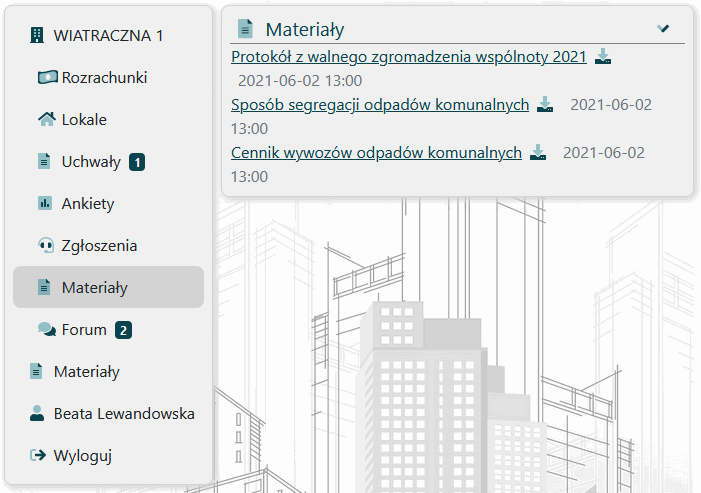 WIATRACZNA 1
Rozrachunki
Lokale
Uchwały 1
Ankiety
Zgłoszenia
Materiały
Forum 2
Materiały
Beata Lewandowska
Wyloguj
Materiały
Protokół z walnego zgromadzenia wspólnoty 2021
2021-06-02 13:00
Sposób segregacji odpadów komunalnych 2021-06-02
13:00
Cennik wywozów odpadów komunalnych 2021-06-02
13:00